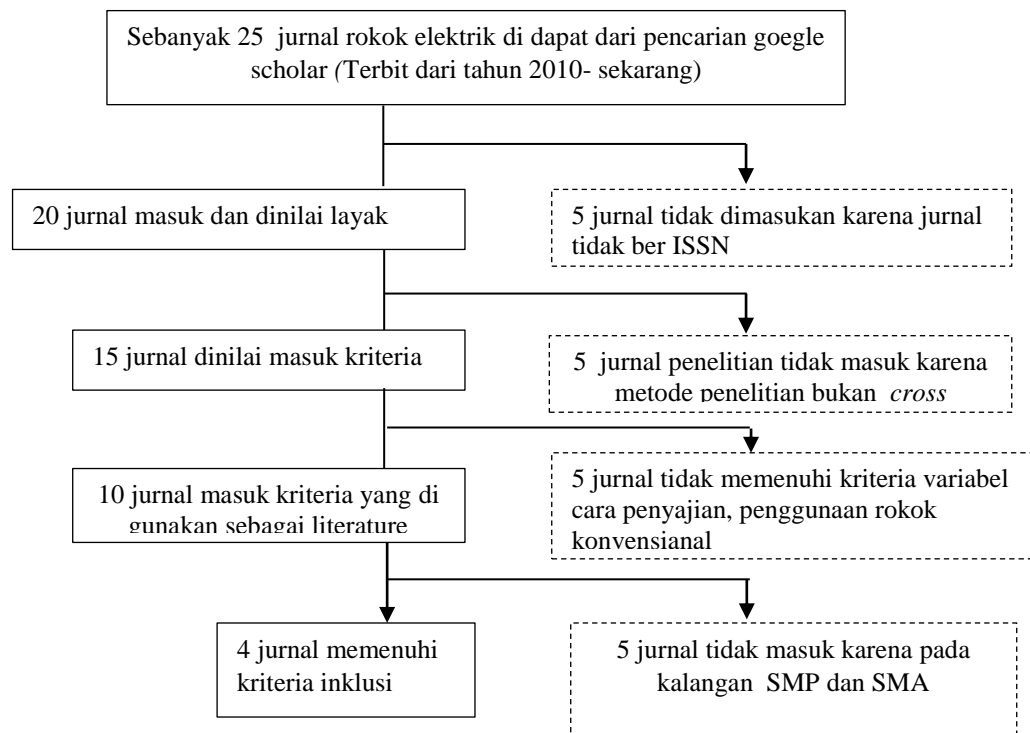 Sebanyak 25 jurnal rokok elektrik di dapat dari pencarian goegle
scholar (Terbit dari tahun 2010- sekarang)
20 jurnal masuk dan dinilai layak
5 jurnal tidak dimasukan karena jurnal
tidak ber ISSN
15 jurnal dinilai masuk kriteria
5 jurnal penelitian tidak masuk karena
metode penelitian bukan cross
10 jurnal masuk kriteria yang di
gunakan sebagai literature
5 jurnal tidak memenuhi kriteria variabel
cara penyajian, penggunaan rokok
konvensianal
4 jurnal memenuhi
kriteria inklusi
5 jurnal tidak masuk karena pada
kalangan SMP dan SMA